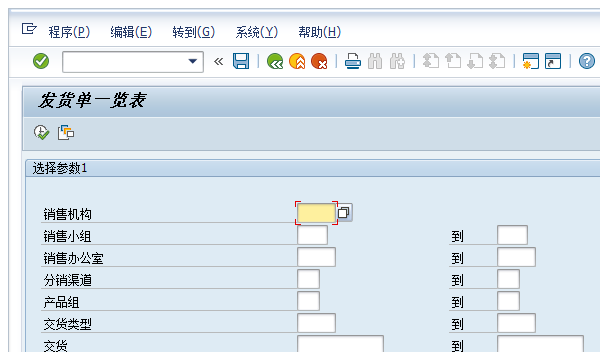 程序(P) 编辑(E) 转到(G) 系统(Y) 帮助(H)
发货单一览表
选择参数1
销售机构
销售小组 到
销售办公室 到
分销渠道 到
产品组 到
交货类型 到
交货 到